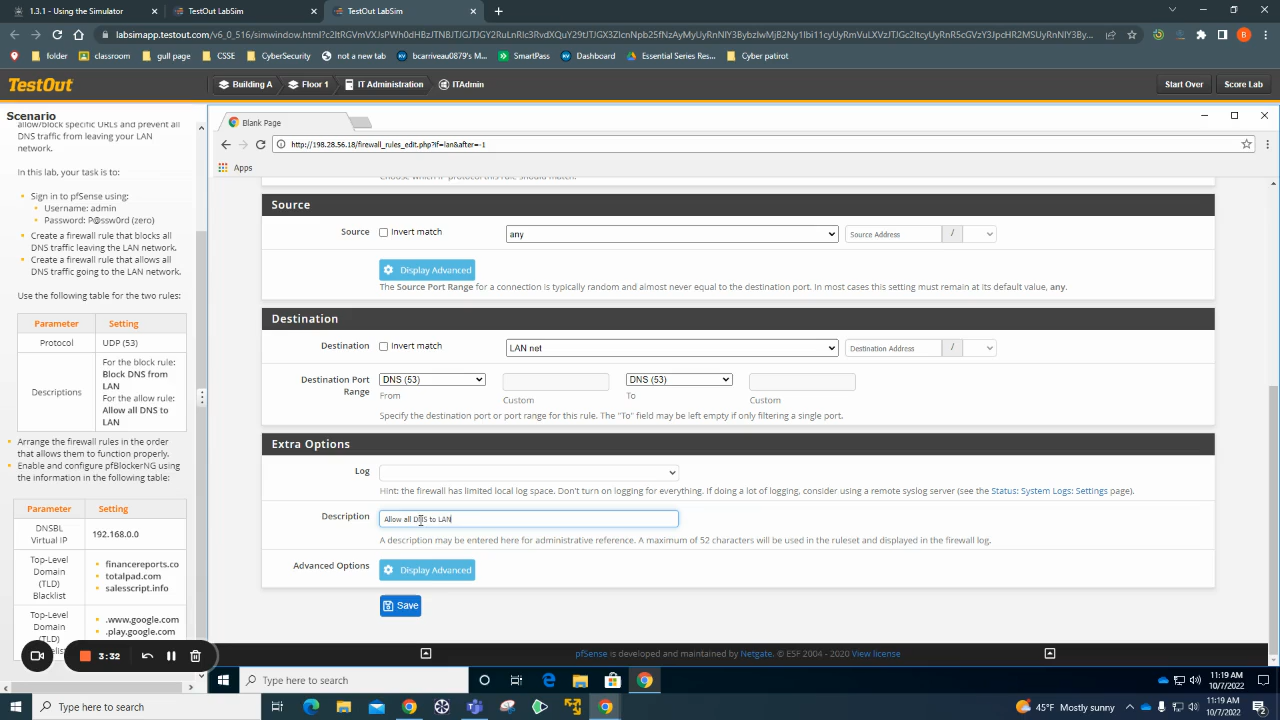 1.3.1 - Using the Simulator
TestOut LabSim
TestOut LabSim
folder
classroom
gull page
CSSE
CyberSecurity
not a new tab
bcarriveau0879's M...
SmartPass
Dashboard
Essential Series Res...
Cyber patirot
TestOut
Building A
Floor 1
IT Administration
ITAdmin
Start Over
Score Lab
Scenario
allow/block specific URLs and prevent all
DNS traffic from leaving your LAN
network.
In this lab, your task is to:
Sign in to pfSense using:
Username: admin
Password: P@ssw0rd (zero)
Create a firewall rule that blocks all
DNS traffic leaving the LAN network.
Create a firewall rule that allows all
DNS traffic going to the LAN network.
Use the following table for the two rules:
Parameter Setting
Protocol UDP (53)
Descriptions
For the block rule:
Block DNS from
LAN
For the allow rule:
Allow all DNS to
LAN
Arrange the firewall rules in the order
that allows them to function properly.
Enable and configure pfBlockerNG using
the information in the following table:
Parameter Setting
DNSBL
Virtual IP
192.168.0.0
Top-Level
Domain
(TLD)
Blacklist
financereports.co
totalpad.com
salesscript.info
Top-Level
Domain
(TLD)
.www.google.com
.play.google.com
3:32
Blank Page
http://198.28.56.18/firewall_rules_edit.php?if=lan&after=-1
Apps
Source
Source Invert match any Source Address /
Display Advanced
The Source Port Range for a connection is typically random and almost never equal to the destination port. In most cases this setting must remain at its default value, any.
Destination
Destination Invert match LAN net Destination Address /
Destination Port
Range
DNS (53) DNS (53)
From Custom To Custom
Specify the destination port or port range for this rule. The "To" field may be left empty if only filtering a single port.
Extra Options
Log
Hint: the firewall has limited local log space. Don't turn on logging for everything. If doing a lot of logging, consider using a remote syslog server (see the Status: System Logs: Settings page).
Description Allow all DNS to LAN
A description may be entered here for administrative reference. A maximum of 52 characters will be used in the ruleset and displayed in the firewall log.
Advanced Options Display Advanced
Save
pfSense is developed and maintained by Netgate. © ESF 2004 - 2020 View license
Type here to search
11:19 AM
10/7/2022
Type here to search
45°F Mostly sunny
11:19 AM
10/7/2022